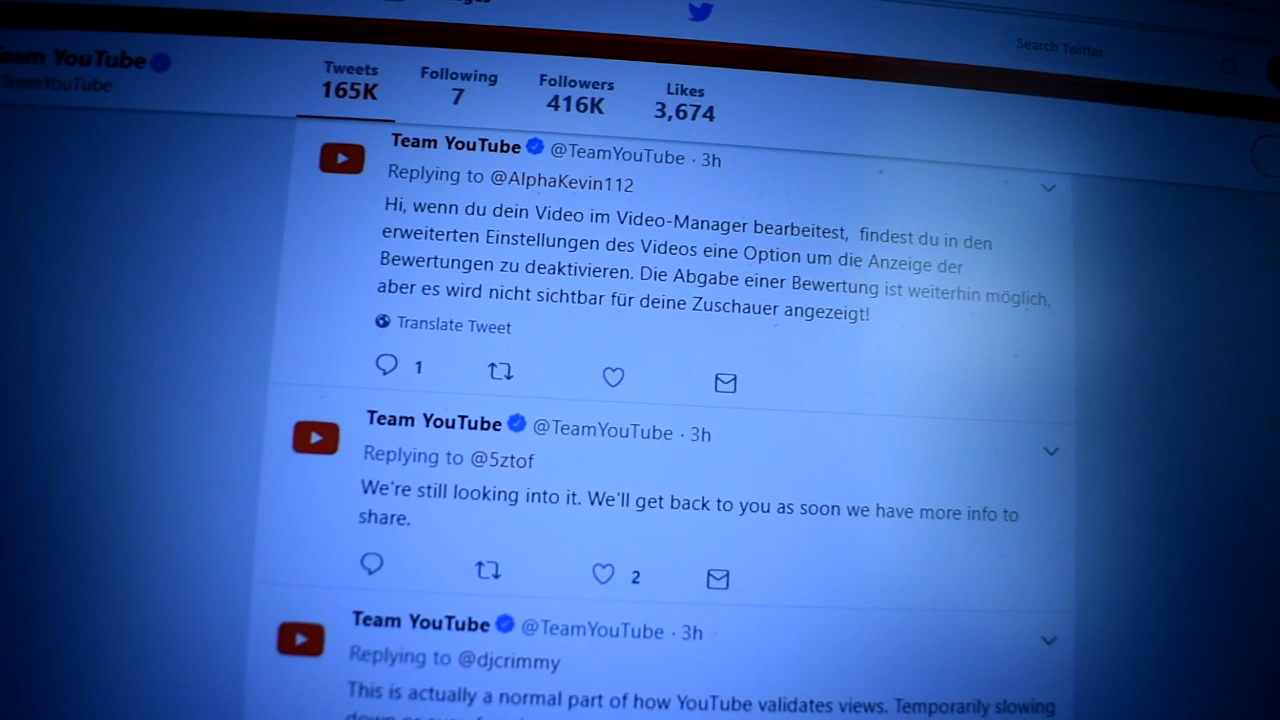 Search Twitter
Team YouTube
TeamYouTube
Tweets
165K
Following
7
Followers
416K
Likes
3,674
Team YouTube @TeamYouTube · 3h
Replying to @AlphaKevin112
Hi, wenn du dein Video im Video-Manager bearbeitest, findest du in den
erweiterten Einstellungen des Videos eine Option um die Anzeige der
Bewertungen zu deaktivieren. Die Abgabe einer Bewertung ist weiterhin möglich,
aber es wird nicht sichtbar für deine Zuschauer angezeigt!
Translate Tweet
1
Team YouTube @TeamYouTube · 3h
Replying to @5ztof
We're still looking into it. We'll get back to you as soon we have more info to
share.
2
Team YouTube @TeamYouTube · 3h
Replying to @djcrimmy
This is actually a normal part of how YouTube validates views. Temporarily slowing